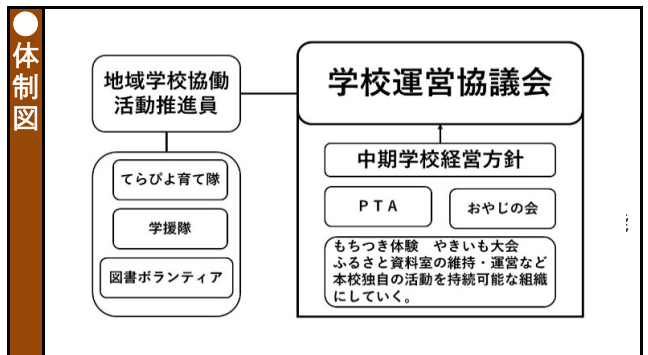 ●体制図
地域学校協働
活動推進員
てらぴよ育て隊
学援隊
図書ボランティア
学校運営協議会
中期学校経営方針
ＰＴＡ
おやじの会
もちつき体験　やきいも大会
ふるさと資料室の維持・運営など
本校独自の活動を持続可能な組織
にしていく。